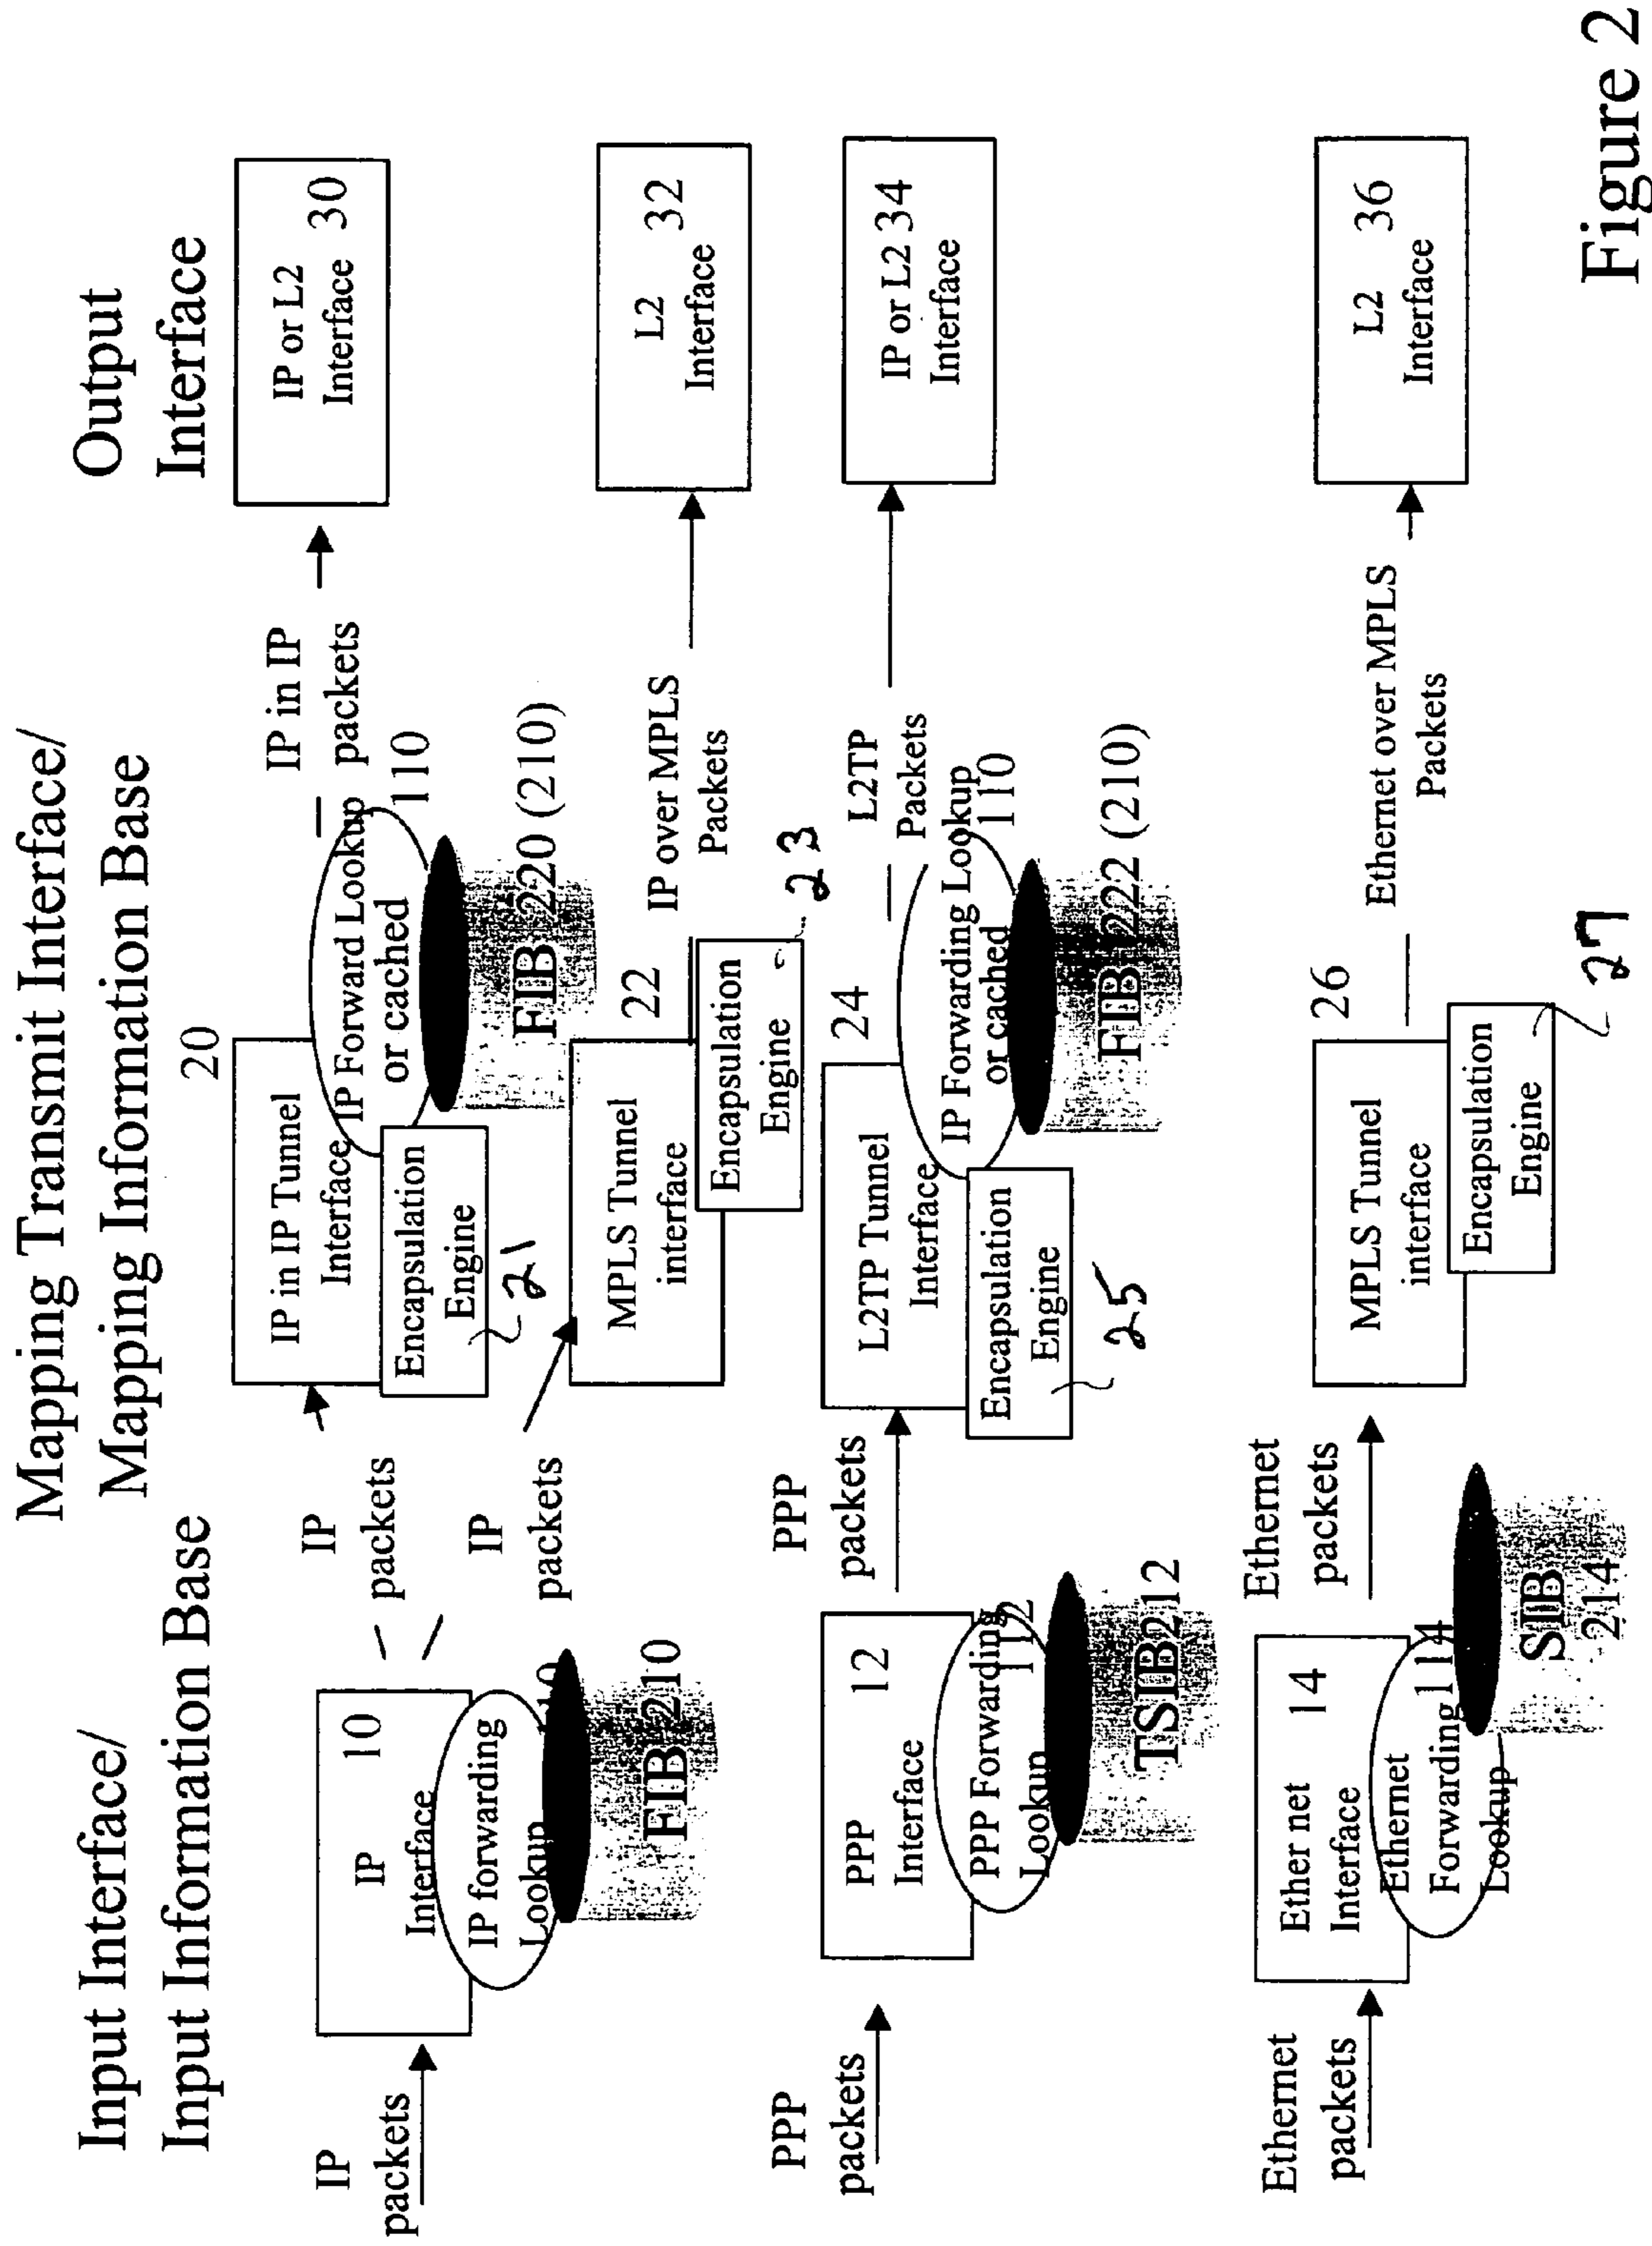 Input Interface/
Input Information Base
Mapping Transmit Interface/
Mapping Information Base
Output
Interface
IP
packets
IP
Interface
10
IP forwarding
Lookup
FIB 210
IP
packets
IP
packets
IP in IP Tunnel
Interface
20
IP Forward Lookup
or cached
110
Encapsulation
Engine
21
FIB 220 (210)
IP in IP
packets
IP or L2
Interface 30
MPLS Tunnel
interface
22
Encapsulation
Engine
23
IP over MPLS
Packets
L2 32
Interface
PPP
packets
PPP 12
Interface
PPP Forwarding
Lookup
112
TSIB212
PPP
packets
L2TP Tunnel
Interface
24
IP Forwarding Lookup
or cached
110
Encapsulation
Engine
25
FIB 222 (210)
L2TP
Packets
IP or L2 34
Interface
Ethernet
packets
Ether net
Interface
14
Ethernet
Forwarding 114
Lookup
SIB
214
Ethernet
packets
MPLS Tunnel
interface
26
Encapsulation
Engine
27
Ethernet over MPLS
Packets
L2 36
Interface
Figure 2